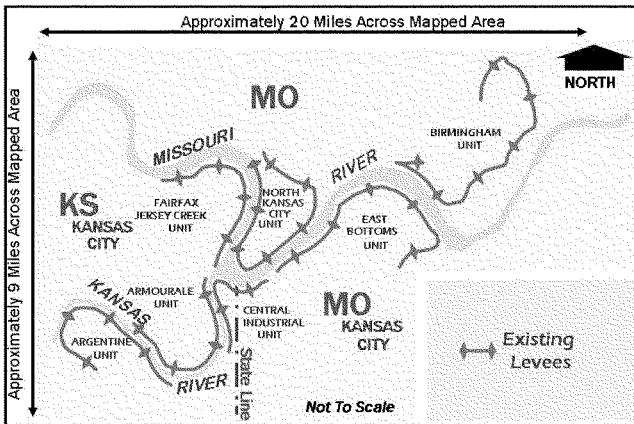 Approximately 20 Miles Across Mapped Area
Approximately 9 Miles Across Mapped Area
NORTH
MO
MISSOURI
RIVER
BIRMINGHAM
UNIT
KS
KANSAS
CITY
FAIRFAX
JERSEY CREEK
UNIT
NORTH
KANSAS
CITY
UNIT
EAST
BOTTOMS
UNIT
KANSAS
ARMOURALE
UNIT
CENTRAL
INDUSTRIAL
UNIT
MO
KANSAS
CITY
ARGENTINE
UNIT
RIVER
State Line
Existing
Levees
Not To Scale